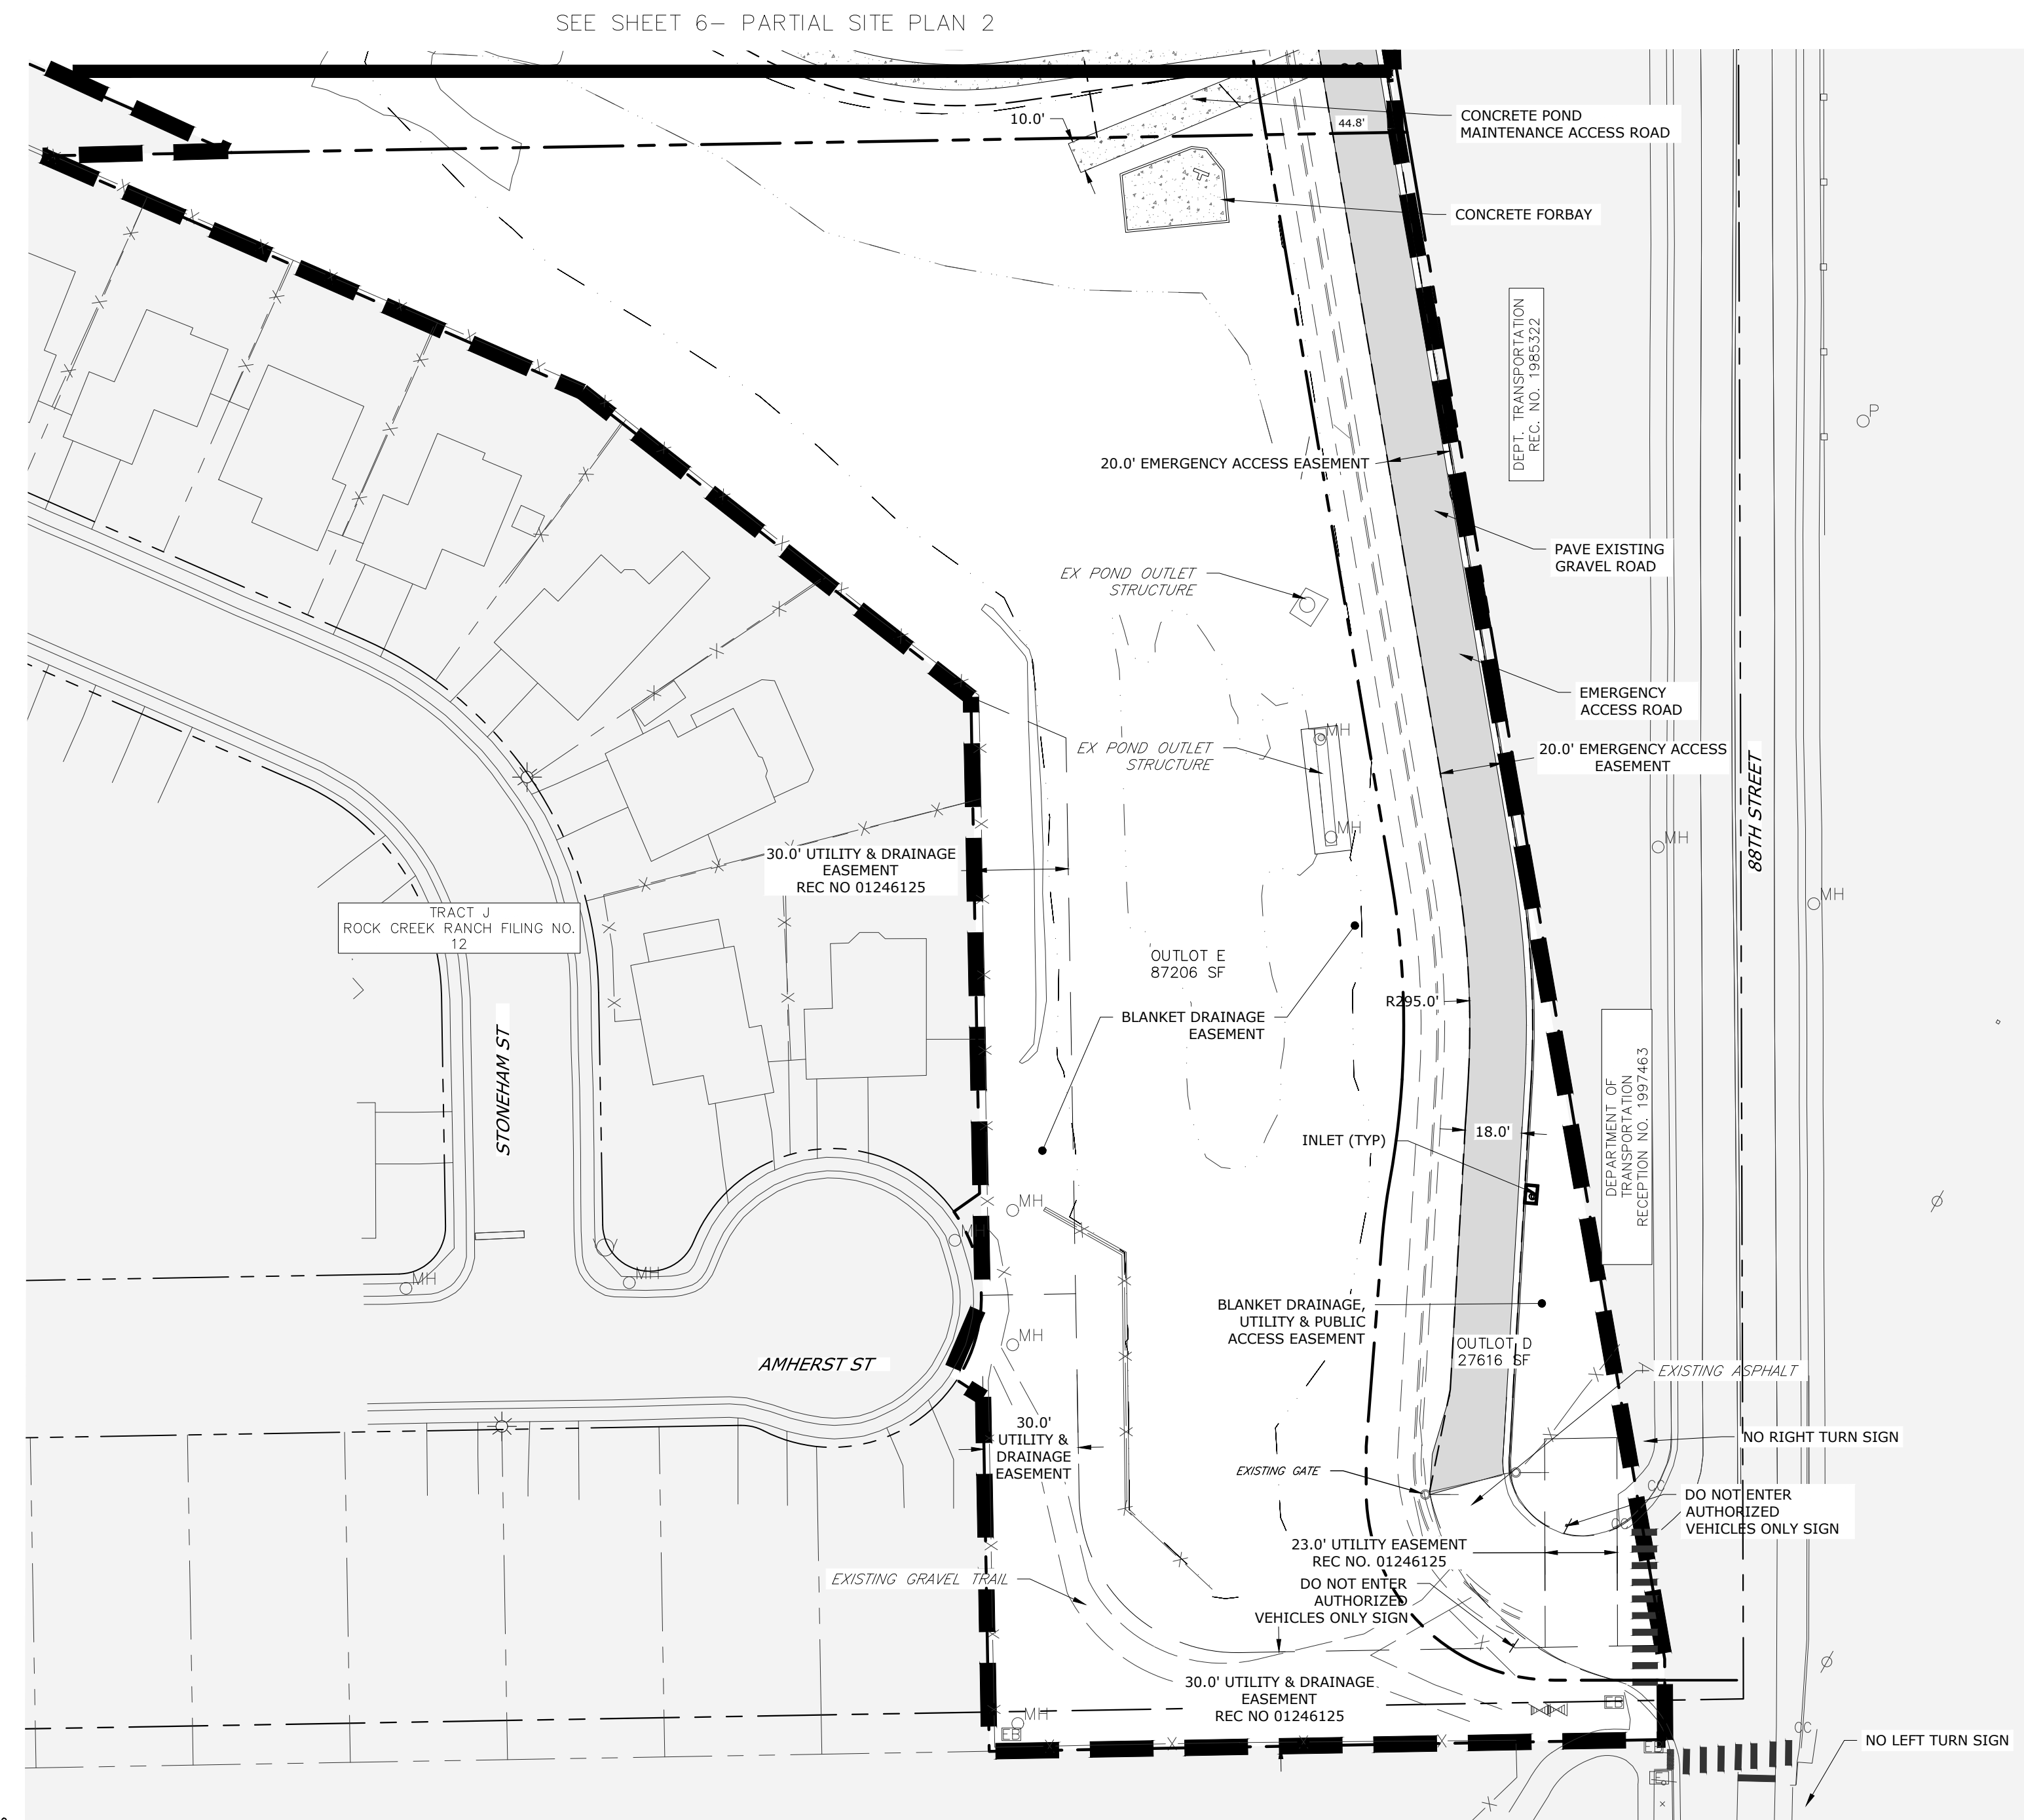 SEE SHEET 6- PARTIAL SITE PLAN 2
10.0'
44.8'
CONCRETE POND
MAINTENANCE ACCESS ROAD
CONCRETE FORBAY
DEPT. TRANSPORTATION
REC. NO. 1985322
P
20.0' EMERGENCY ACCESS EASEMENT
PAVE EXISTING
GRAVEL ROAD
EX POND OUTLET
STRUCTURE
EMERGENCY
ACCESS ROAD
EX POND OUTLET
STRUCTURE
MH
20.0' EMERGENCY ACCESS
EASEMENT
88TH STREET
MH
MH
MH
30.0' UTILITY & DRAINAGE
EASEMENT
REC NO 01246125
TRACT J
ROCK CREEK RANCH FILING NO.
12
OUTLOT E
87206 SF
R295.0'
BLANKET DRAINAGE
EASEMENT
STONEHAM ST
DEPARTMENT OF
TRANSPORTATION
RECEPTION NO. 1997463
INLET (TYP)
18.0'
MH
MH
MH
MH
MH
BLANKET DRAINAGE,
UTILITY & PUBLIC
ACCESS EASEMENT
OUTLOT D
27616 SF
AMHERST ST
EXISTING ASPHALT
30.0'
UTILITY &
DRAINAGE
EASEMENT
NO RIGHT TURN SIGN
EXISTING GATE
CC
DO NOT ENTER
AUTHORIZED
VEHICLES ONLY SIGN
CC
23.0' UTILITY EASEMENT
REC NO. 01246125
EXISTING GRAVEL TRAIL
DO NOT ENTER
AUTHORIZED
VEHICLES ONLY SIGN
30.0' UTILITY & DRAINAGE
EASEMENT
REC NO 01246125
EB
MH
EB
CC
NO LEFT TURN SIGN